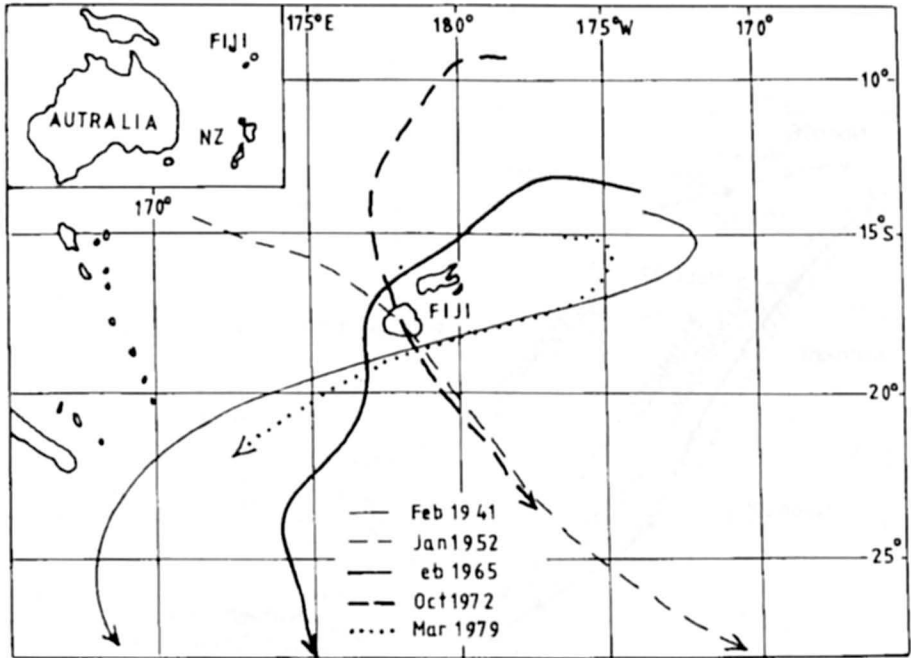 175°E 180° 175°W 170°
FIJI
10°
AUTRALIA
NZ
170°
15°S
FIJI
20°
Feb 1941
Jan 1952
eb 1965
25°
Oct 1972
Mar 1979